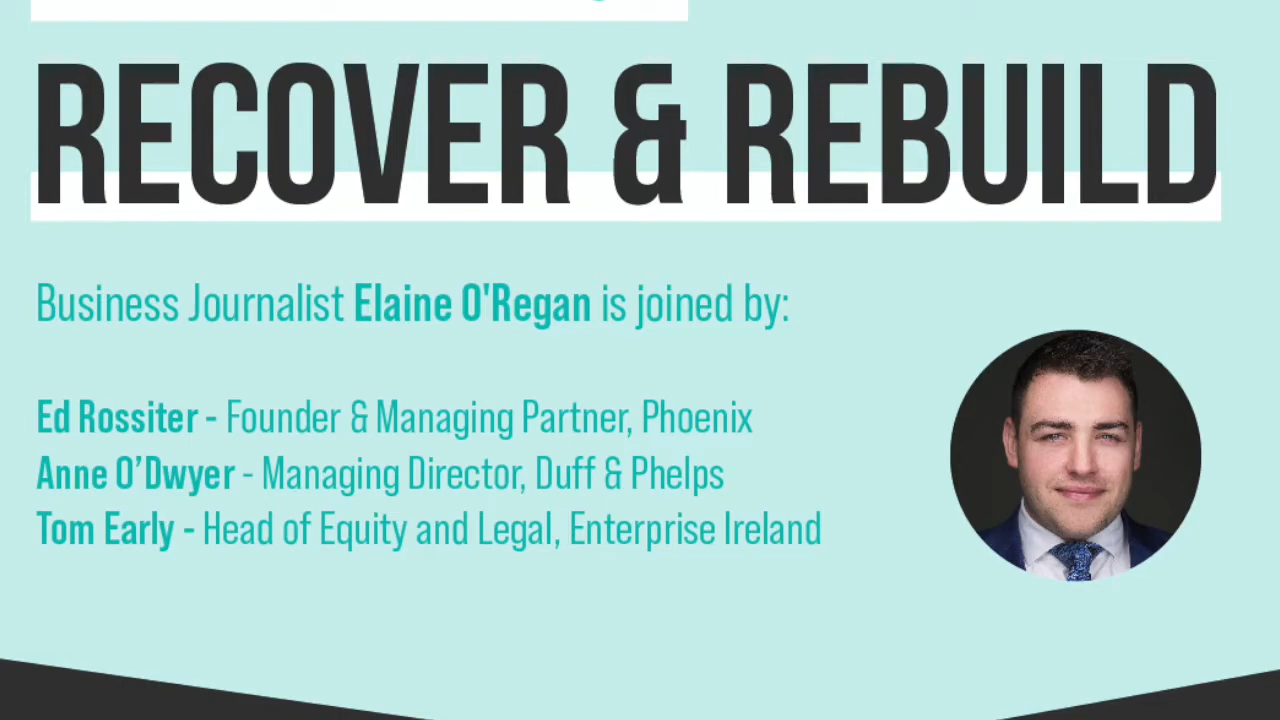 RECOVER & REBUILD
Business Journalist Elaine O'Regan is joined by:
Ed Rossiter - Founder & Managing Partner, Phoenix
Anne O’Dwyer - Managing Director, Duff & Phelps
Tom Early - Head of Equity and Legal, Enterprise Ireland